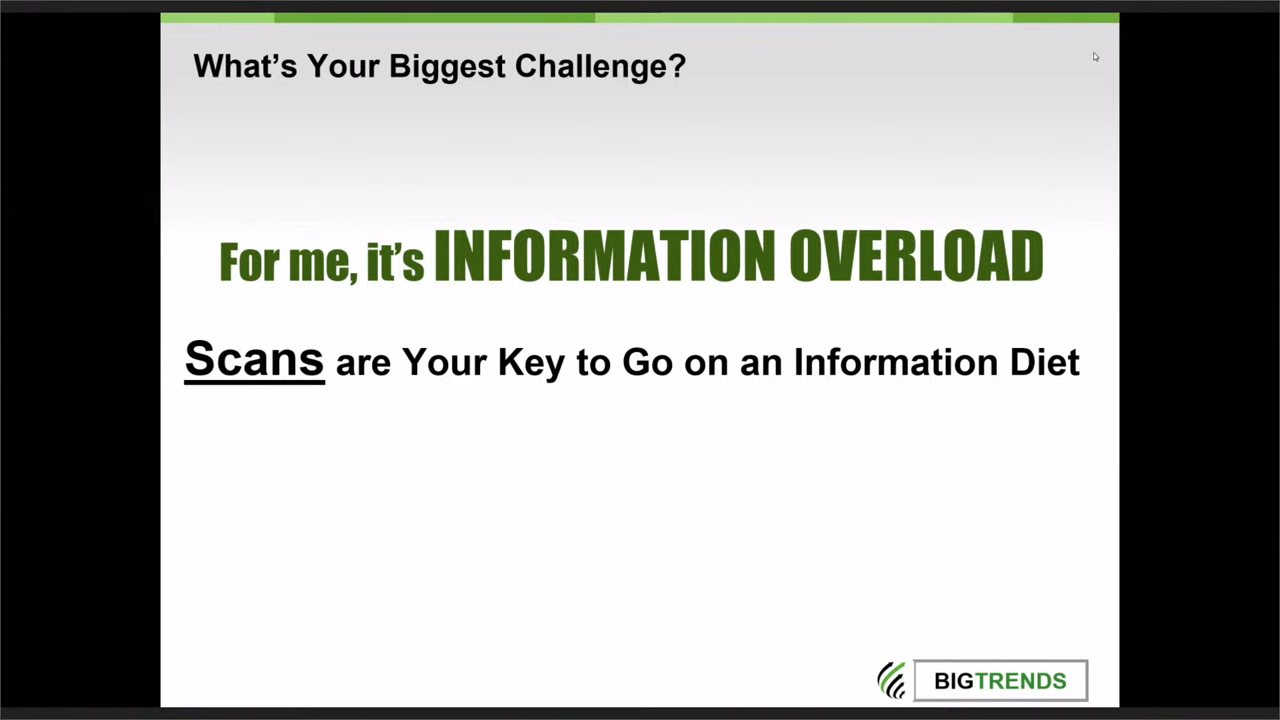 What’s Your Biggest Challenge?
For me, it’s INFORMATION OVERLOAD
Scans are Your Key to Go on an Information Diet
BIGTRENDS